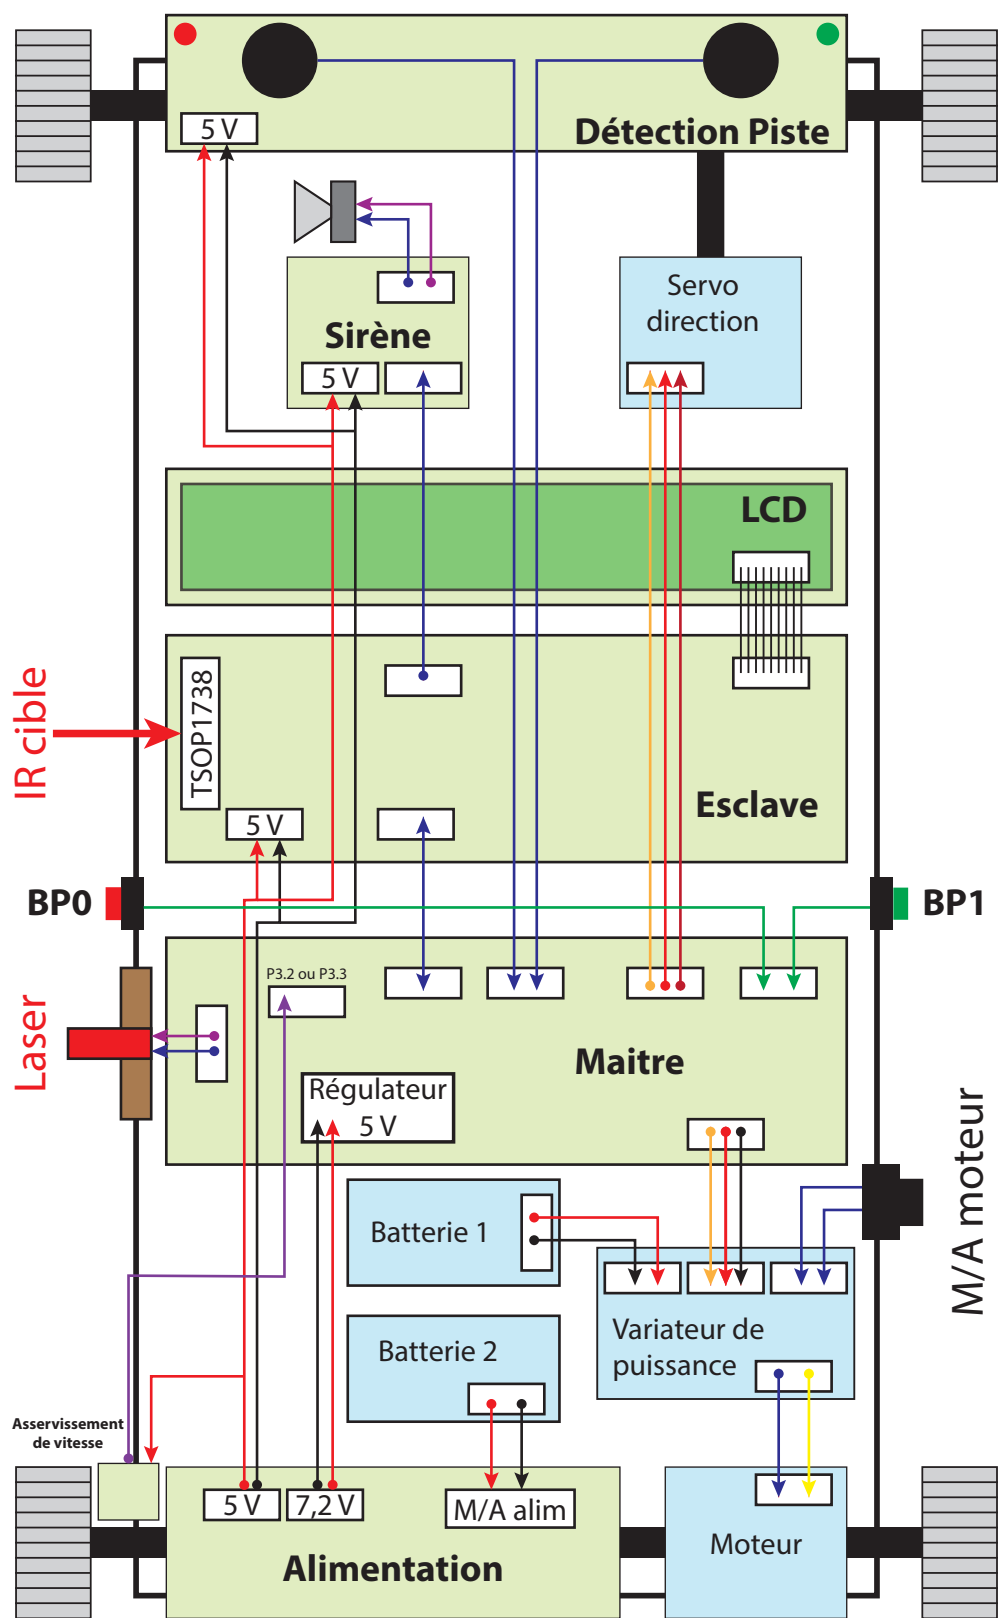 5 V
Détection Piste
Servo
direction
Sirène
5 V
LCD
IR cible
TSOP1738
Esclave
5 V
BP0
BP1
Laser
P3.2 ou P3.3
Maitre
Régulateur
5 V
M/A moteur
Batterie 1
Variateur de
puissance
Batterie 2
Asservissement
de vitesse
5 V
7,2 V
M/A alim
Moteur
Alimentation